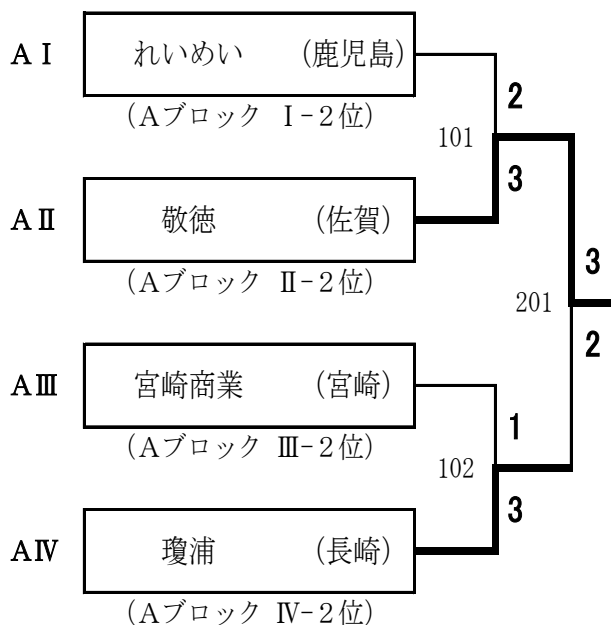 AⅠ れいめい (鹿児島)
2
(Aブロック Ⅰ-2位)
101
3
AⅡ 敬徳 (佐賀)
3
(Aブロック Ⅱ-2位)
201
2
AⅢ 宮崎商業 (宮崎)
1
(Aブロック Ⅲ-2位)
102
3
AⅣ 瓊浦 (長崎)
(Aブロック Ⅳ-2位)